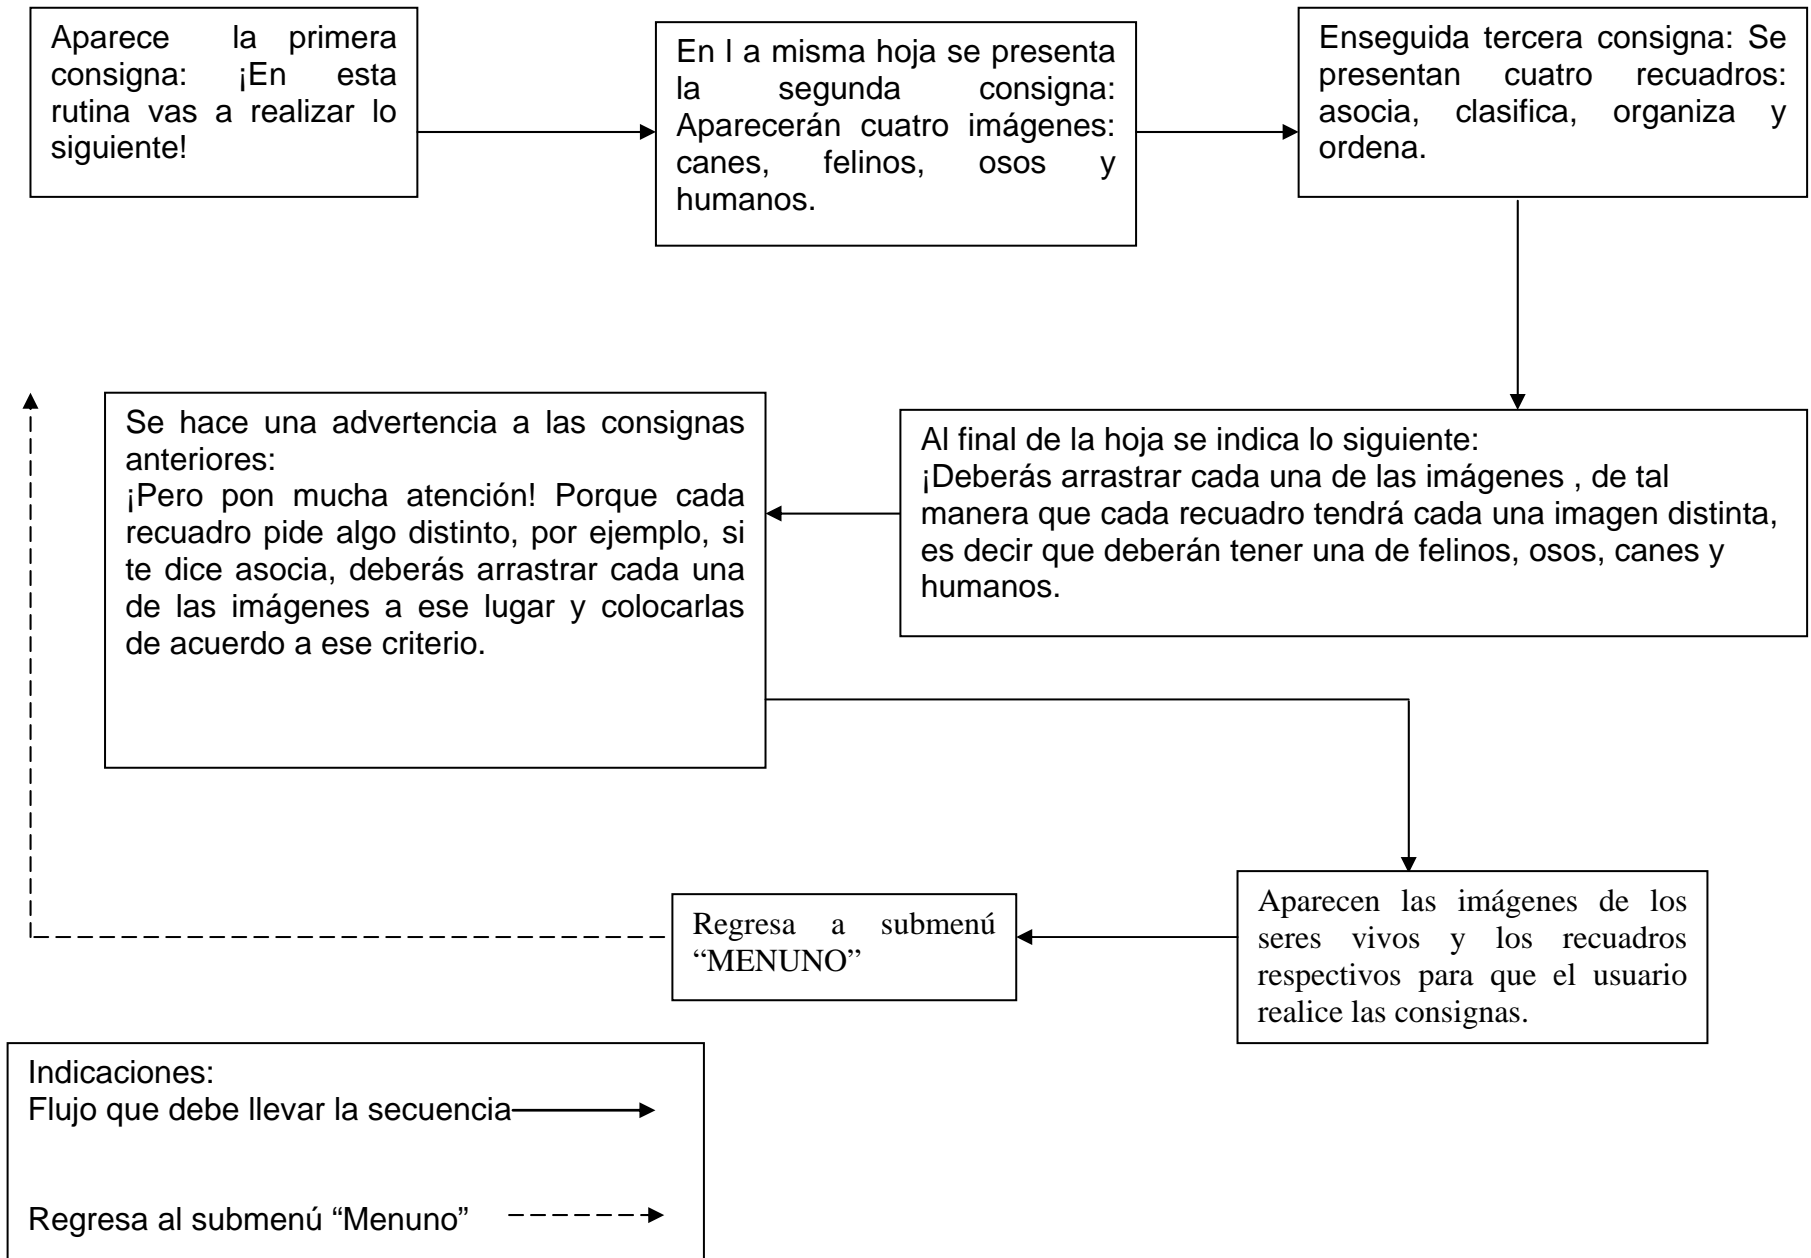 Aparece la primera
consigna: ¡En esta
rutina vas a realizar lo
siguiente!
En l a misma hoja se presenta
la segunda consigna:
Aparecerán cuatro imágenes:
canes, felinos, osos y
humanos.
Enseguida tercera consigna: Se
presentan cuatro recuadros:
asocia, clasifica, organiza y
ordena.
Al final de la hoja se indica lo siguiente:
¡Deberás arrastrar cada una de las imágenes , de tal
manera que cada recuadro tendrá cada una imagen distinta,
es decir que deberán tener una de felinos, osos, canes y
humanos.
Se hace una advertencia a las consignas
anteriores:
¡Pero pon mucha atención! Porque cada
recuadro pide algo distinto, por ejemplo, si
te dice asocia, deberás arrastrar cada una
de las imágenes a ese lugar y colocarlas
de acuerdo a ese criterio.
Aparecen las imágenes de los
seres vivos y los recuadros
respectivos para que el usuario
realice las consignas.
Regresa a submenú
“MENUNO”
Indicaciones:
Flujo que debe llevar la secuencia
Regresa al submenú “Menuno”